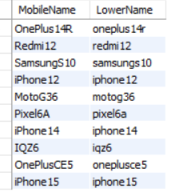 MobileName LowerName
OnePlus14R oneplus14r
Redmi12 redmi12
SamsungS10 samsungs10
iPhone12 iphone12
MotoG36 motog36
Pixel6A pixel6a
iPhone14 iphone14
IQZ6 iqz6
OnePlusCE5 oneplusce5
iPhone15 iphone15